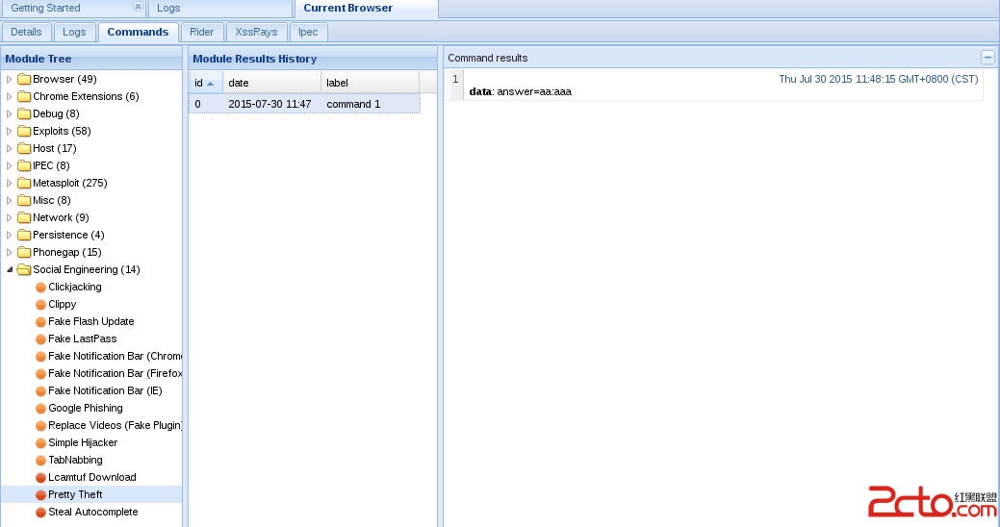 Getting Started
Logs
Current Browser
Details
Logs
Commands
Rider
XssRays
Ipec
Module Tree
Browser (49)
Chrome Extensions (6)
Debug (8)
Exploits (58)
Host (17)
IPEC (8)
Metasploit (275)
Misc (8)
Network (9)
Persistence (4)
Phonegap (15)
Social Engineering (14)
Clickjacking
Clippy
Fake Flash Update
Fake LastPass
Fake Notification Bar (Chrome
Fake Notification Bar (Firefox
Fake Notification Bar (IE)
Google Phishing
Replace Videos (Fake Plugin)
Simple Hijacker
TabNabbing
Lcamtuf Download
Pretty Theft
Steal Autocomplete
Module Results History
id date label
0 2015-07-30 11:47 command 1
Command results
1
Thu Jul 30 2015 11:48:15 GMT+0800 (CST)
data: answer=aa:aaa
2cto.com
红黑联盟